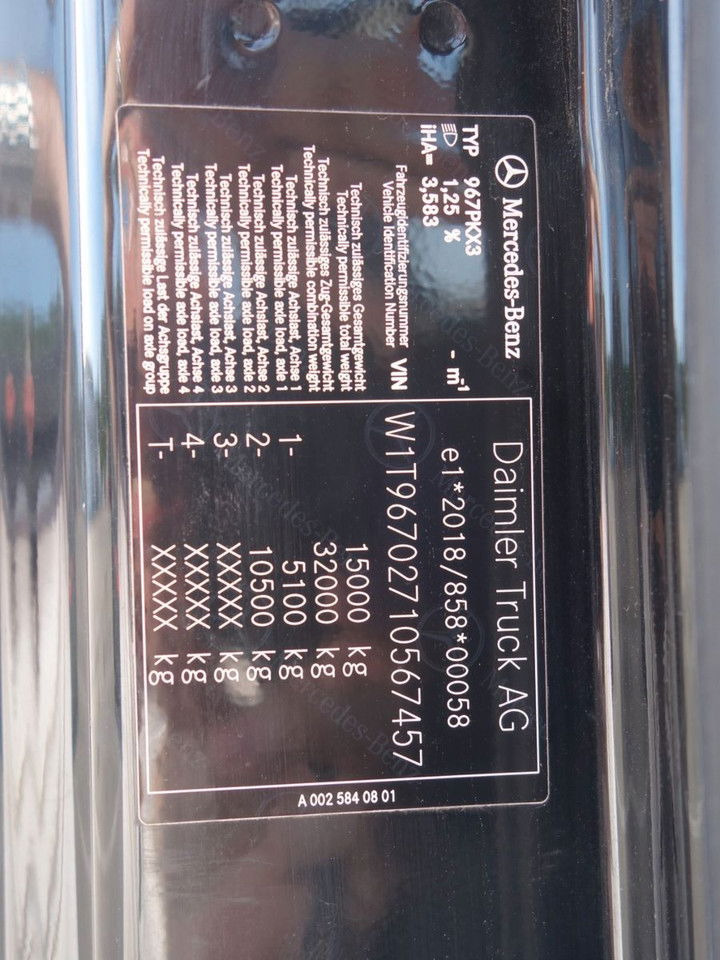 Mercedes-Benz
Daimler Truck AG
TYP 967PKX3
1,25 % - m⁻¹
iHA= 3,583
e1*2018/858*00058
Fahrzeugidentifizierungsnummer
Vehicle Identification Number VIN
W1T96702710567457
Technisch zulässiges Gesamtgewicht
Technically permissible total weight
15000 kg
Technisch zulässiges Zug-Gesamtgewicht
Technically permissible combination weight
32000 kg
Technisch zulässige Achslast, Achse 1
Technically permissible axle load, axle 1
1- 5100 kg
Technisch zulässige Achslast, Achse 2
Technically permissible axle load, axle 2
2- 10500 kg
Technisch zulässige Achslast, Achse 3
Technically permissible axle load, axle 3
3- XXXXX kg
Technisch zulässige Achslast, Achse 4
Technically permissible axle load, axle 4
4- XXXXX kg
Technisch zulässige Last der Achsgruppe
Technically permissible load on axle group
T- XXXXX kg
A 002 584 08 01